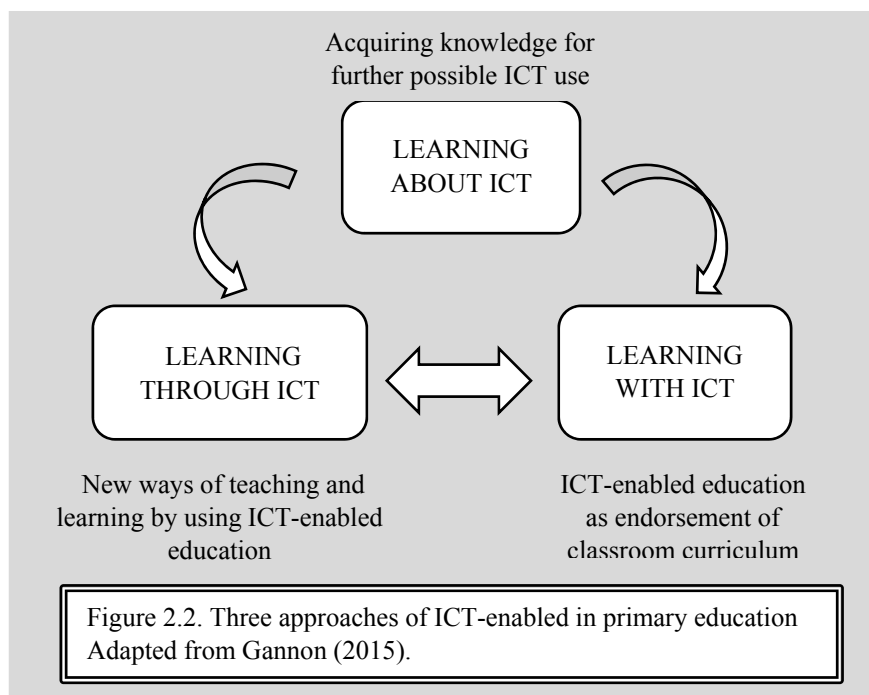 Acquiring knowledge for
further possible ICT use
LEARNING
ABOUT ICT
LEARNING
THROUGH ICT
LEARNING
WITH ICT
New ways of teaching and
learning by using ICT-enabled
education
ICT-enabled education
as endorsement of
classroom curriculum
Figure 2.2. Three approaches of ICT-enabled in primary education
Adapted from Gannon (2015).